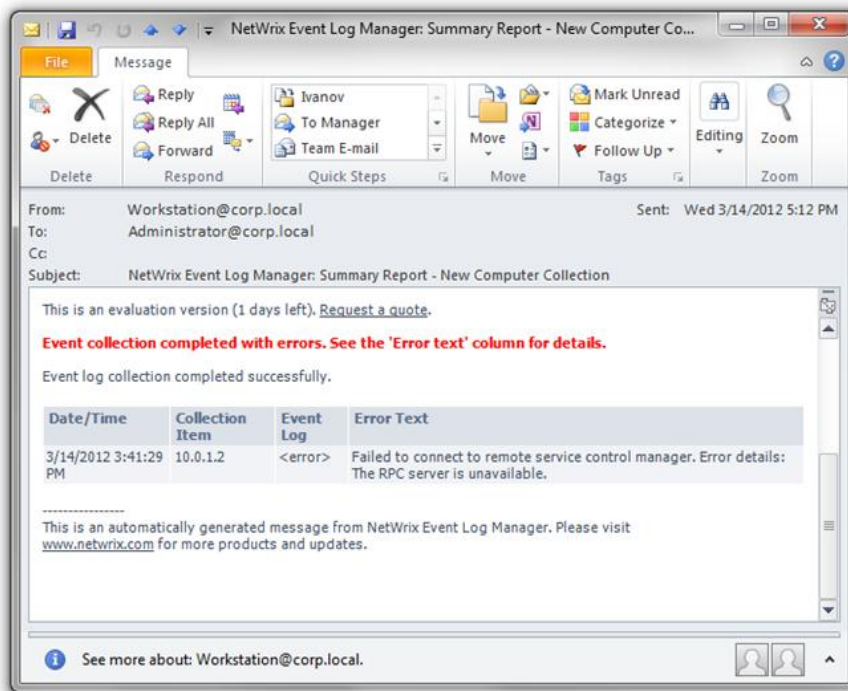 NetWrix Event Log Manager: Summary Report - New Computer Co...
File Message
Reply
Reply All
Forward
Delete
Ivanov
To Manager
Team E-mail
Move
Mark Unread
Categorize
Follow Up
Editing
Zoom
Delete Respond Quick Steps Move Tags Zoom
From: Workstation@corp.local Sent: Wed 3/14/2012 5:12 PM
To: Administrator@corp.local
Cc:
Subject: NetWrix Event Log Manager: Summary Report - New Computer Collection
This is an evaluation version (1 days left). Request a quote.
Event collection completed with errors. See the 'Error text' column for details.
Event log collection completed successfully.
Date/Time Collection Item Event Log Error Text
3/14/2012 3:41:29 PM 10.0.1.2 <error> Failed to connect to remote service control manager. Error details:
The RPC server is unavailable.
----------------
This is an automatically generated message from NetWrix Event Log Manager. Please visit
www.netwrix.com for more products and updates.
See more about: Workstation@corp.local.